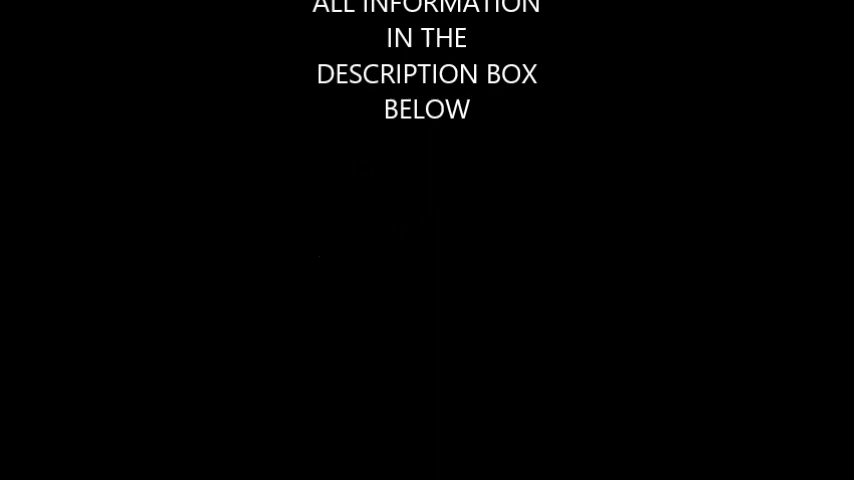 ALL INFORMATION
IN THE
DESCRIPTION BOX
BELOW